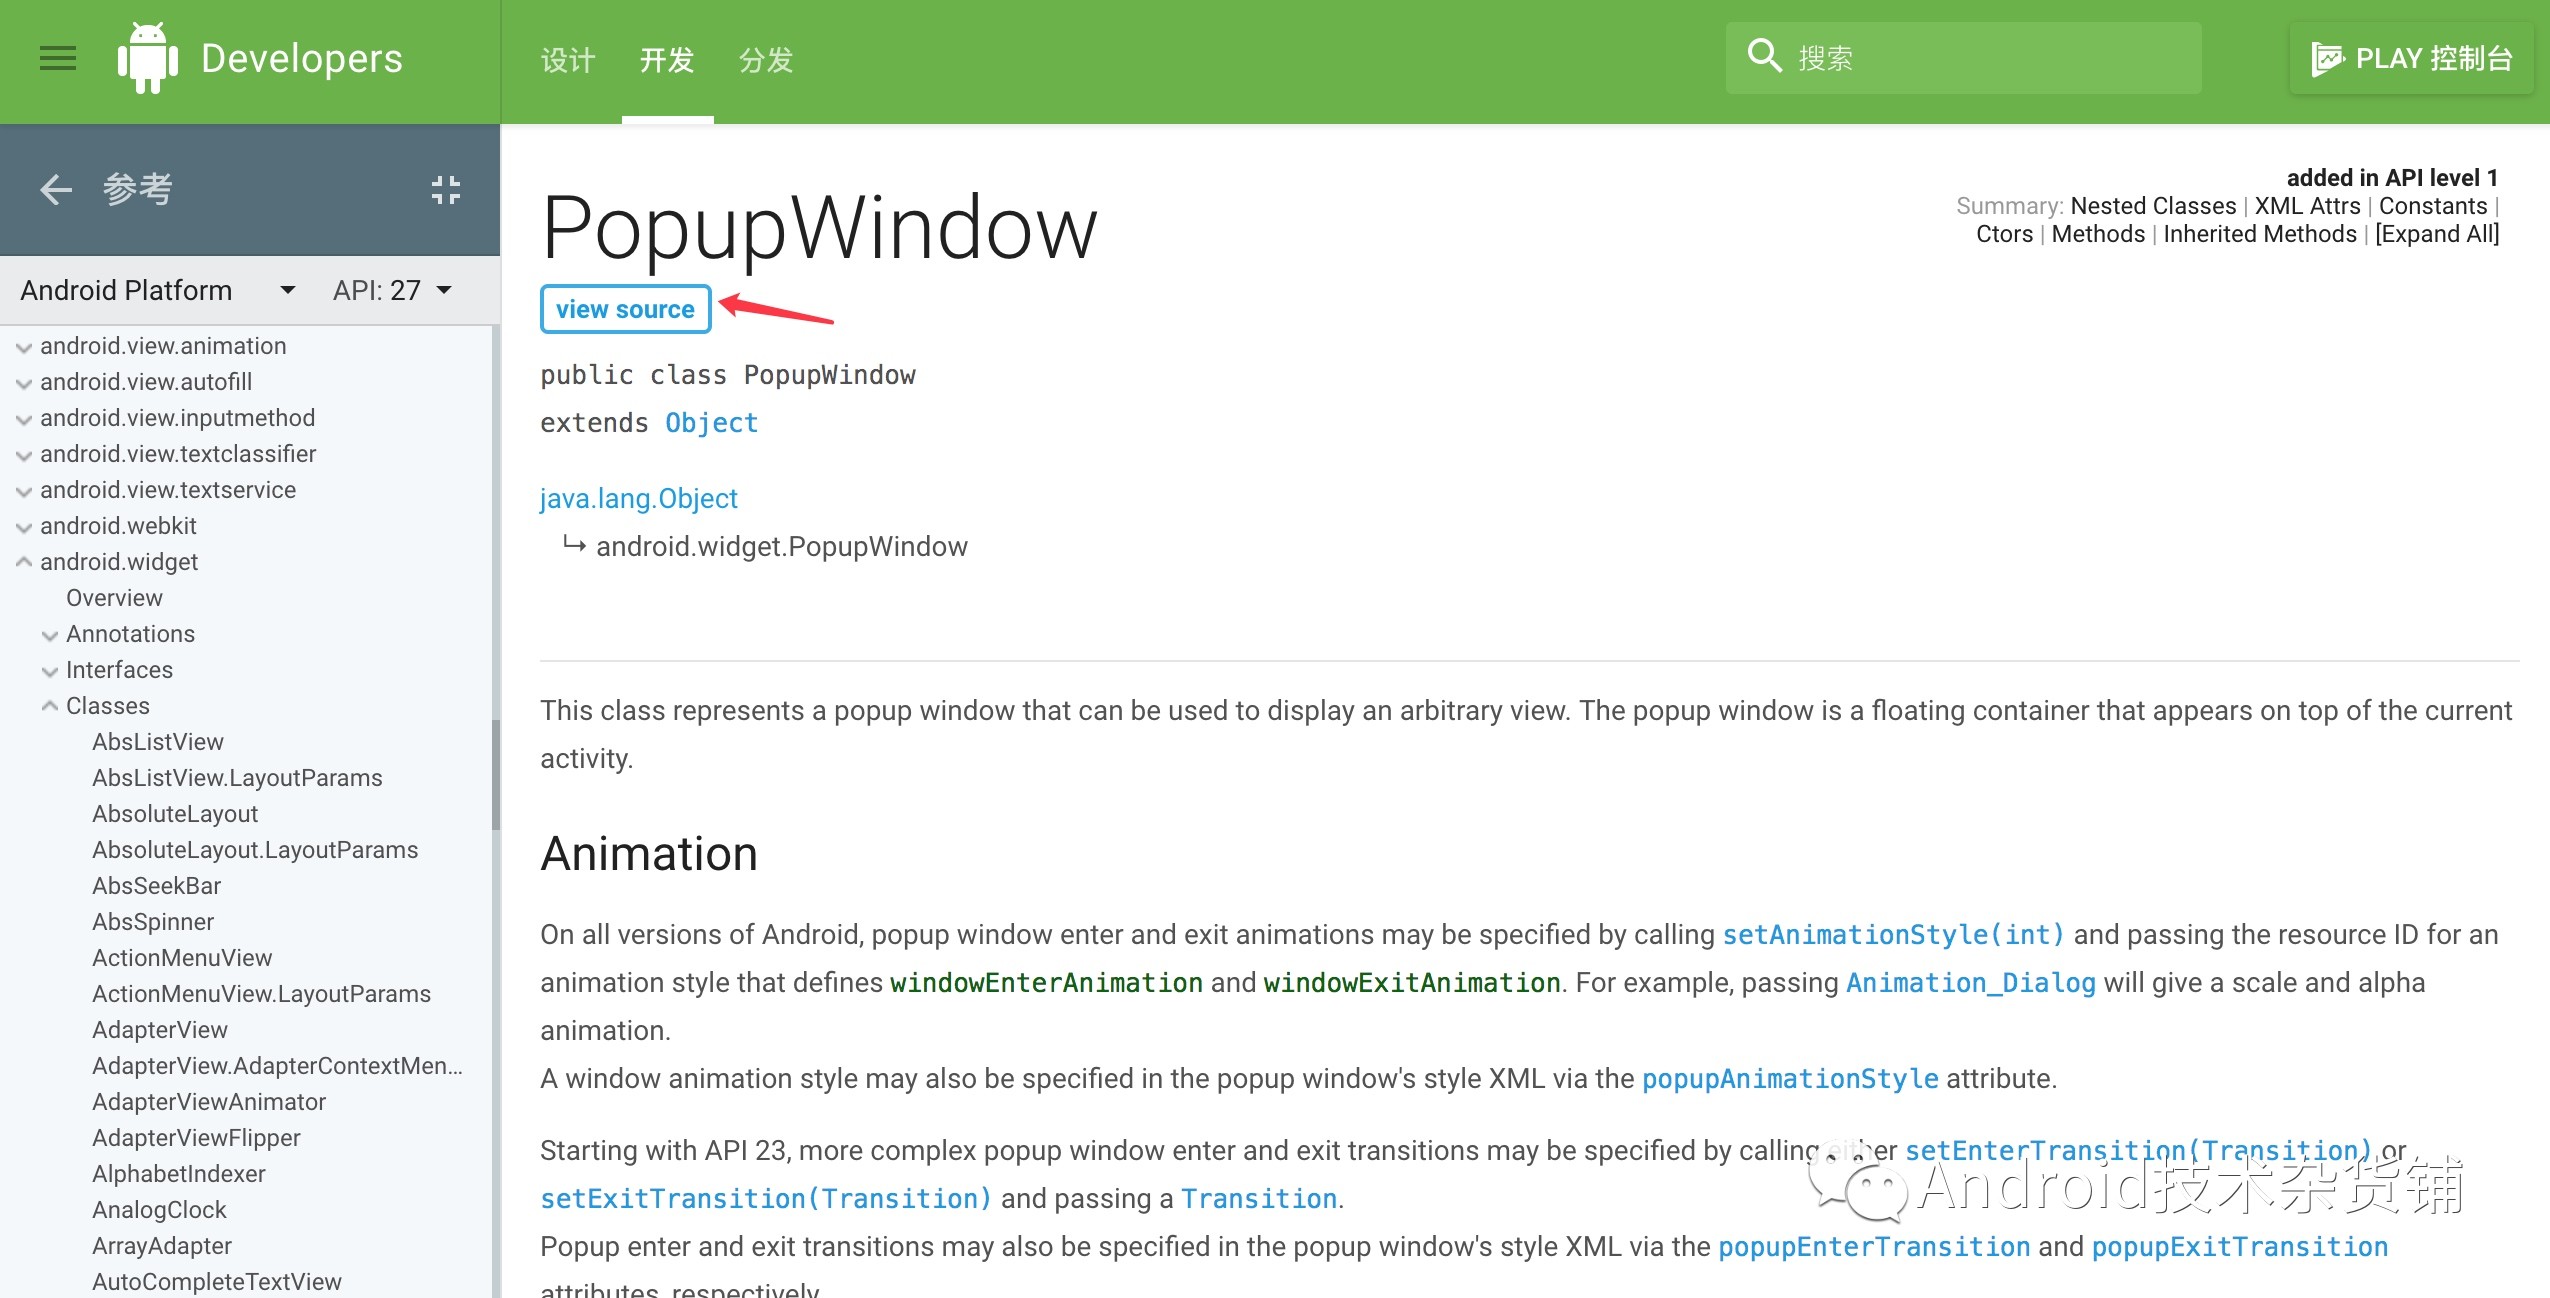 Developers
设计 开发 分发
搜索
PLAY 控制台
参考
Android Platform API: 27
android.view.animation
android.view.autofill
android.view.inputmethod
android.view.textclassifier
android.view.textservice
android.webkit
android.widget
Overview
Annotations
Interfaces
Classes
AbsListView
AbsListView.LayoutParams
AbsoluteLayout
AbsoluteLayout.LayoutParams
AbsSeekBar
AbsSpinner
ActionMenuView
ActionMenuView.LayoutParams
AdapterView
AdapterView.AdapterContextMen...
AdapterViewAnimator
AdapterViewFlipper
AlphabetIndexer
AnalogClock
ArrayAdapter
AutoCompleteTextView
added in API level 1
Summary: Nested Classes | XML Attrs | Constants |
Ctors | Methods | Inherited Methods | [Expand All]
PopupWindow
view source
public class PopupWindow
extends Object
java.lang.Object
↳ android.widget.PopupWindow
This class represents a popup window that can be used to display an arbitrary view. The popup window is a floating container that appears on top of the current
activity.
Animation
On all versions of Android, popup window enter and exit animations may be specified by calling setAnimationStyle(int) and passing the resource ID for an
animation style that defines windowEnterAnimation and windowExitAnimation. For example, passing Animation_Dialog will give a scale and alpha
animation.
A window animation style may also be specified in the popup window's style XML via the popupAnimationStyle attribute.
Starting with API 23, more complex popup window enter and exit transitions may be specified by calling either setEnterTransition(Transition) or
setExitTransition(Transition) and passing a Transition.
Popup enter and exit transitions may also be specified in the popup window's style XML via the popupEnterTransition and popupExitTransition
attributes, respectively.
Android技术杂货铺